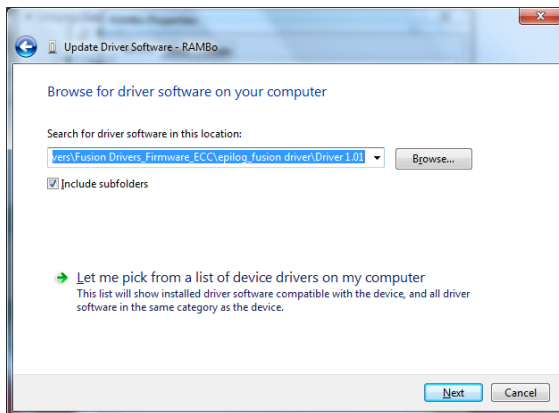 Update Driver Software - RAMBo
Browse for driver software on your computer
Search for driver software in this location:
vers\Fusion Drivers_Firmware_ECC\epilog_fusion driver\Driver 1.01
Browse...
Include subfolders
Let me pick from a list of device drivers on my computer
This list will show installed driver software compatible with the device, and all driver
software in the same category as the device.
Next
Cancel